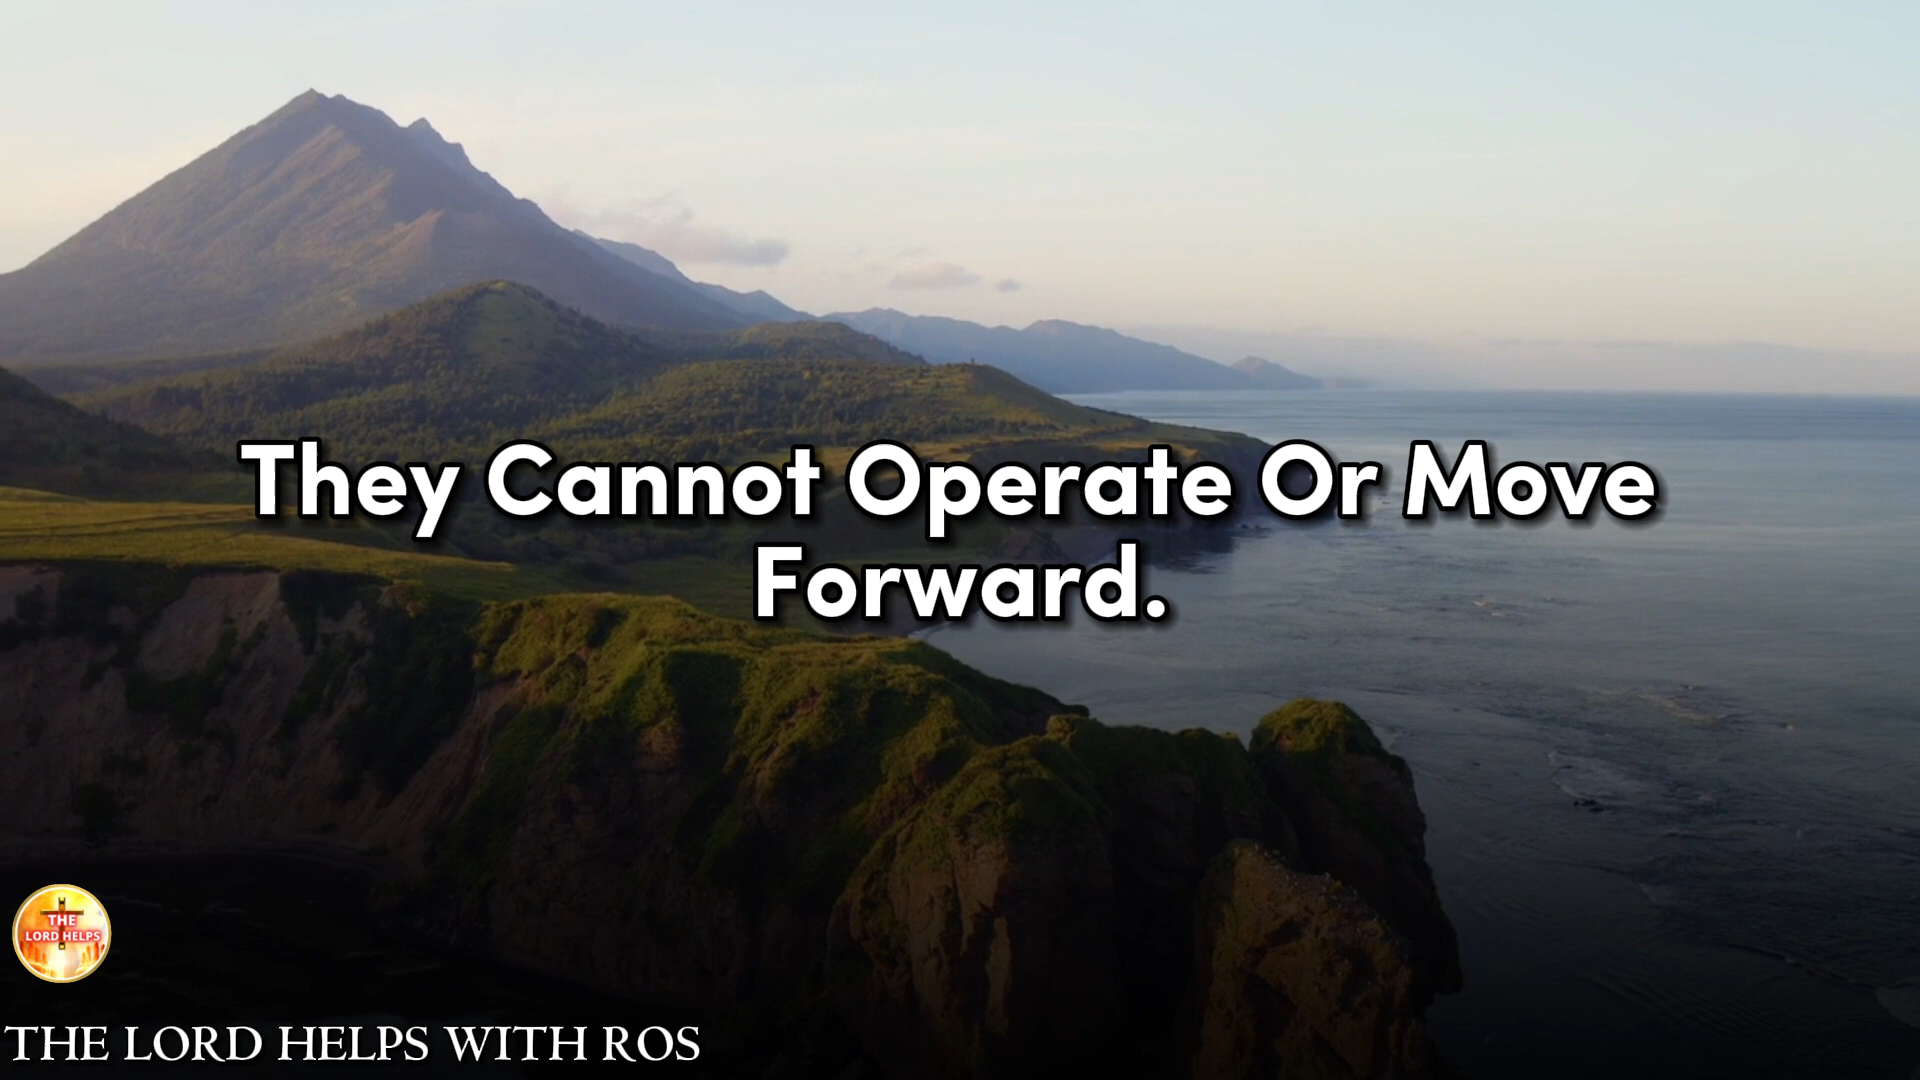 They Cannot Operate Or Move
Forward.
THE
LORD HELPS
THE LORD HELPS WITH ROS